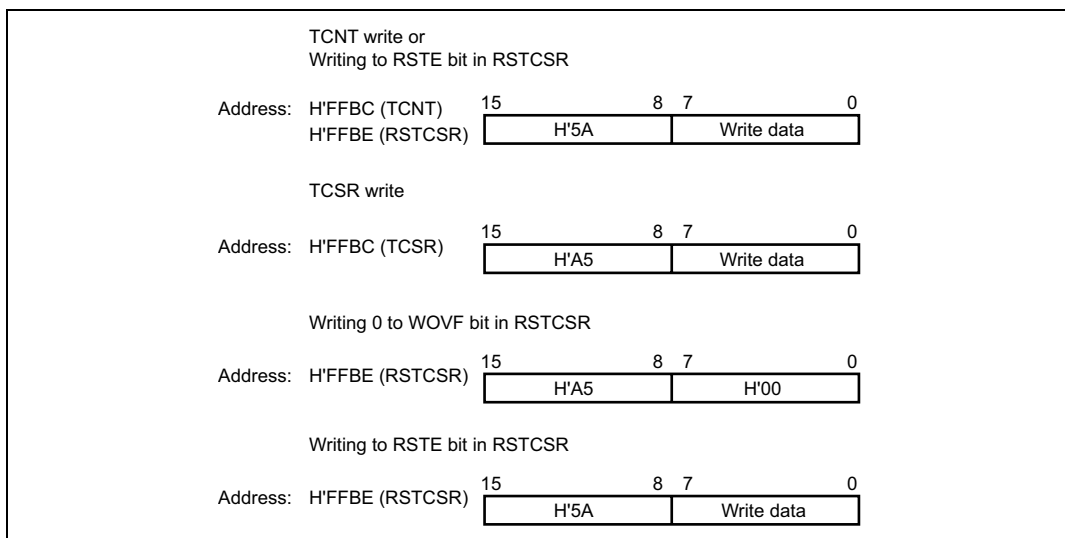 TCNT write or
Writing to RSTE bit in RSTCSR
15 8 7 0
Address: H'FFBC (TCNT)
H'FFBE (RSTCSR) H'5A Write data
TCSR write
15 8 7 0
Address: H'FFBC (TCSR) H'A5 Write data
Writing 0 to WOVF bit in RSTCSR
15 8 7 0
Address: H'FFBE (RSTCSR) H'A5 H'00
Writing to RSTE bit in RSTCSR
15 8 7 0
Address: H'FFBE (RSTCSR) H'5A Write data